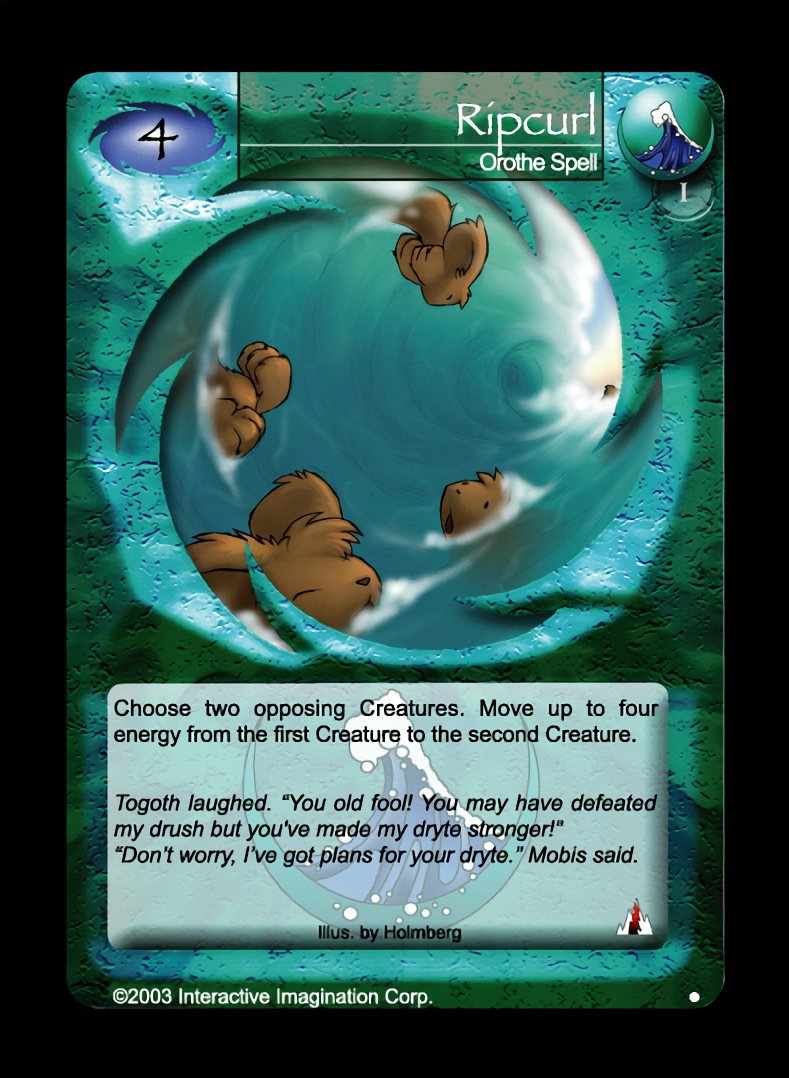 4
Ripcurl
Orothe Spell
I
Choose two opposing Creatures. Move up to four
energy from the first Creature to the second Creature.
Togoth laughed. “You old fool! You may have defeated
my drush but you've made my dryte stronger!"
“Don’t worry, I’ve got plans for your dryte.” Mobis said.
Illus. by Holmberg
©2003 Interactive Imagination Corp.